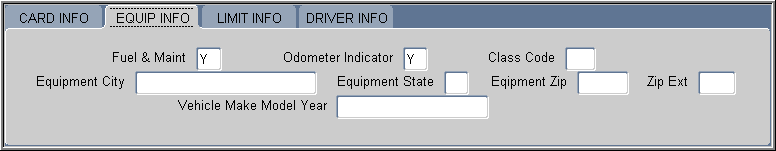 CARD INFO EQUIP INFO LIMIT INFO DRIVER INFO
Fuel & Maint Y Odometer Indicator Y Class Code
Equipment City Equipment State Eqipment Zip Zip Ext
Vehicle Make Model Year